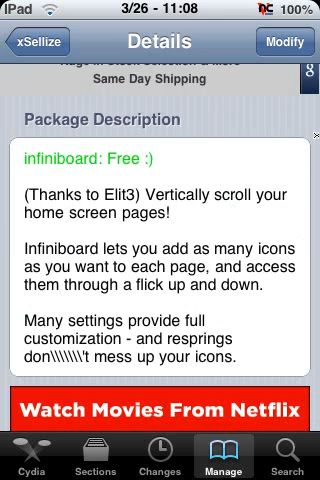 iPad 3/26 - 11:08 100%
xSellize Details Modify
Same Day Shipping
Package Description
infiniboard: Free :)
(Thanks to Elit3) Vertically scroll your
home screen pages!
Infiniboard lets you add as many icons
as you want to each page, and access
them through a flick up and down.
Many settings provide full
customization - and resprings
don\\\\\\\'t mess up your icons.
Watch Movies From Netflix
Cydia Sections Changes Manage Search